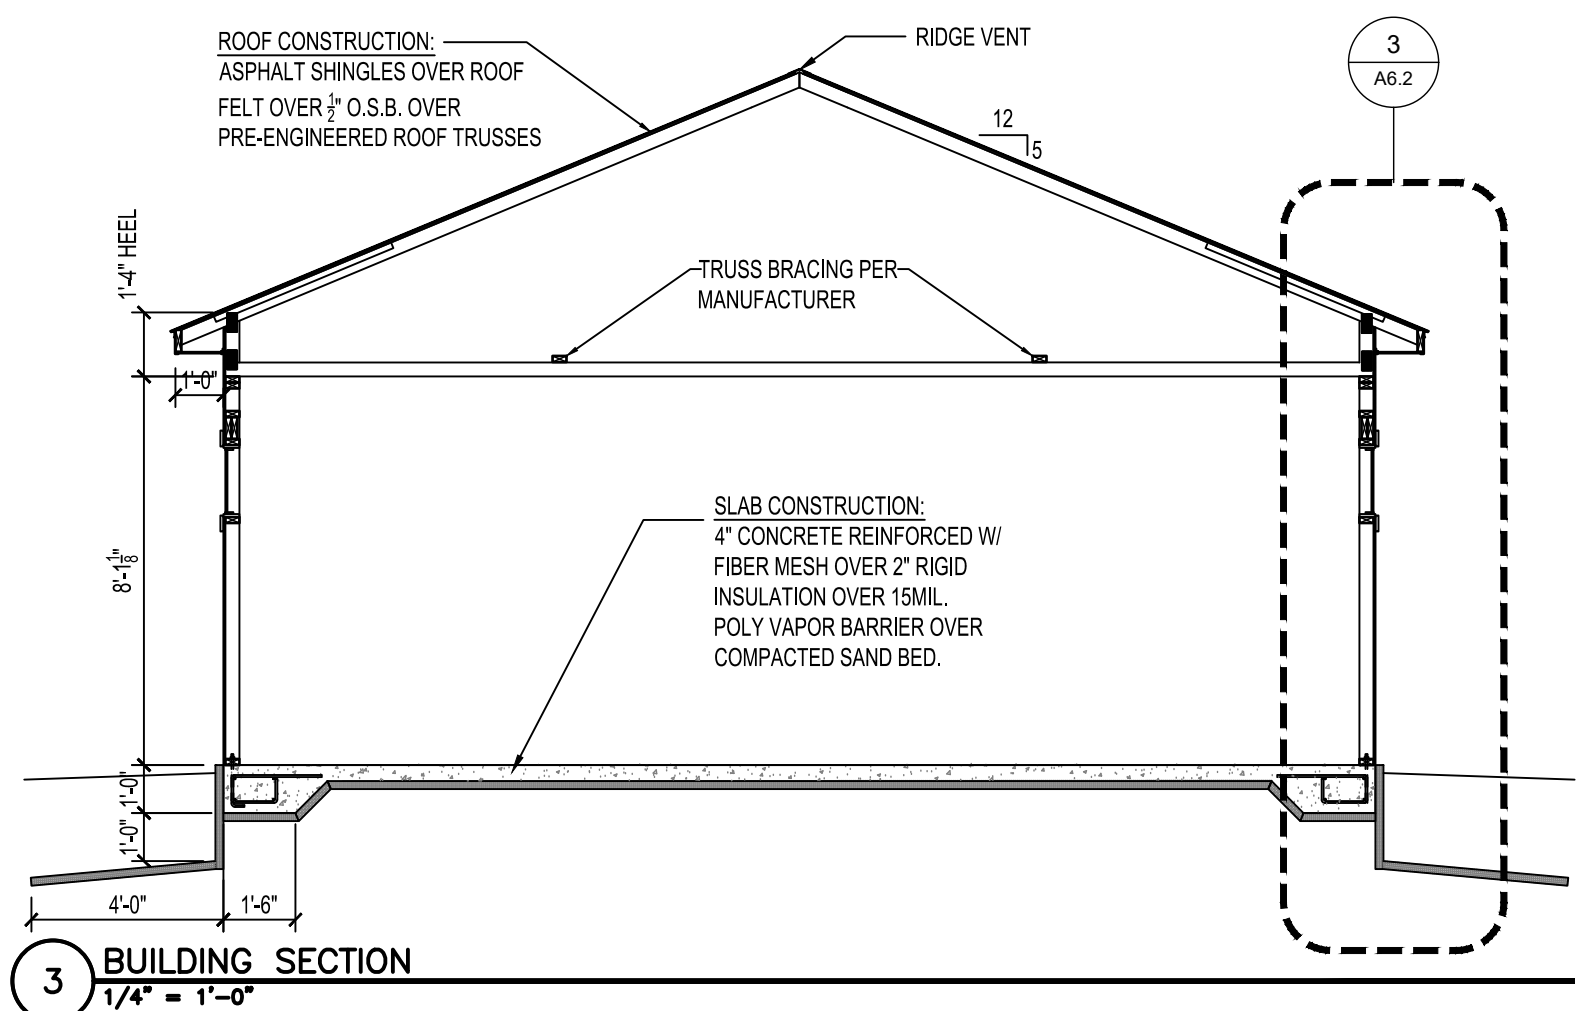 ROOF CONSTRUCTION:
ASPHALT SHINGLES OVER ROOF
FELT OVER 1/2" O.S.B. OVER
PRE-ENGINEERED ROOF TRUSSES
RIDGE VENT
3
A6.2
12
5
1'-4" HEEL
TRUSS BRACING PER
MANUFACTURER
1'-0"
8'-1 1/8"
SLAB CONSTRUCTION:
4" CONCRETE REINFORCED W/
FIBER MESH OVER 2" RIGID
INSULATION OVER 15MIL.
POLY VAPOR BARRIER OVER
COMPACTED SAND BED.
1'-0"
1'-0"
4'-0"
1'-6"
3
BUILDING SECTION
1/4" = 1'-0"